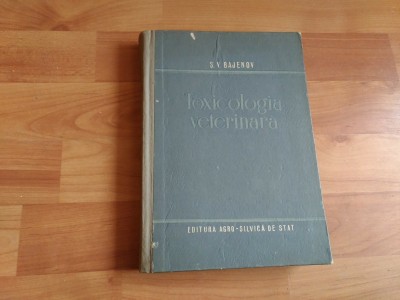 S.V. BAJENOV
Toxicologia
veterinară
EDITURA AGRO-SILVICĂ DE STAT